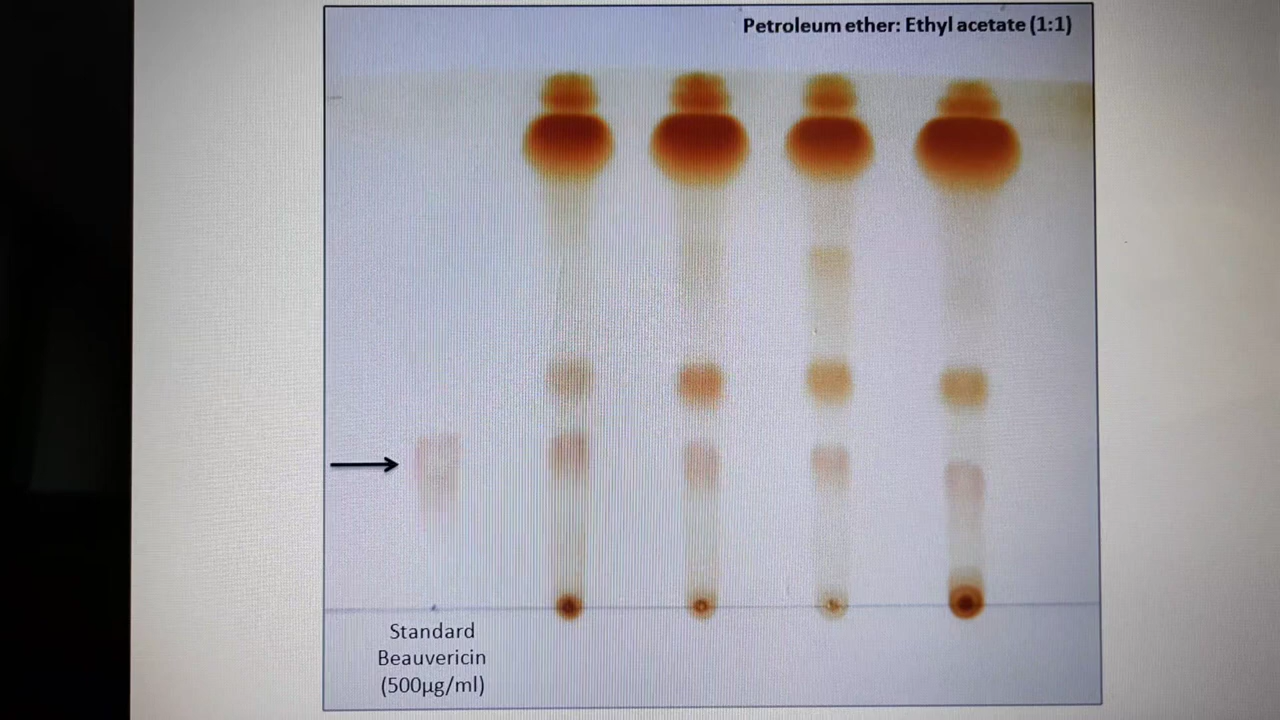 Petroleum ether: Ethyl acetate (1:1)
Standard
Beauvericin
(500µg/ml)